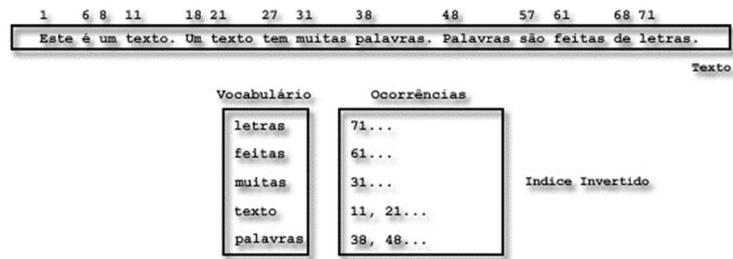 1 6 8 11 18 21 27 31 38 48 57 61 68 71
Este é um texto. Um texto tem muitas palavras. Palavras são feitas de letras.
Texto
Vocabulário Ocorrências
letras 71...
feitas 61...
muitas 31... Indice Invertido
texto 11, 21...
palavras 38, 48...